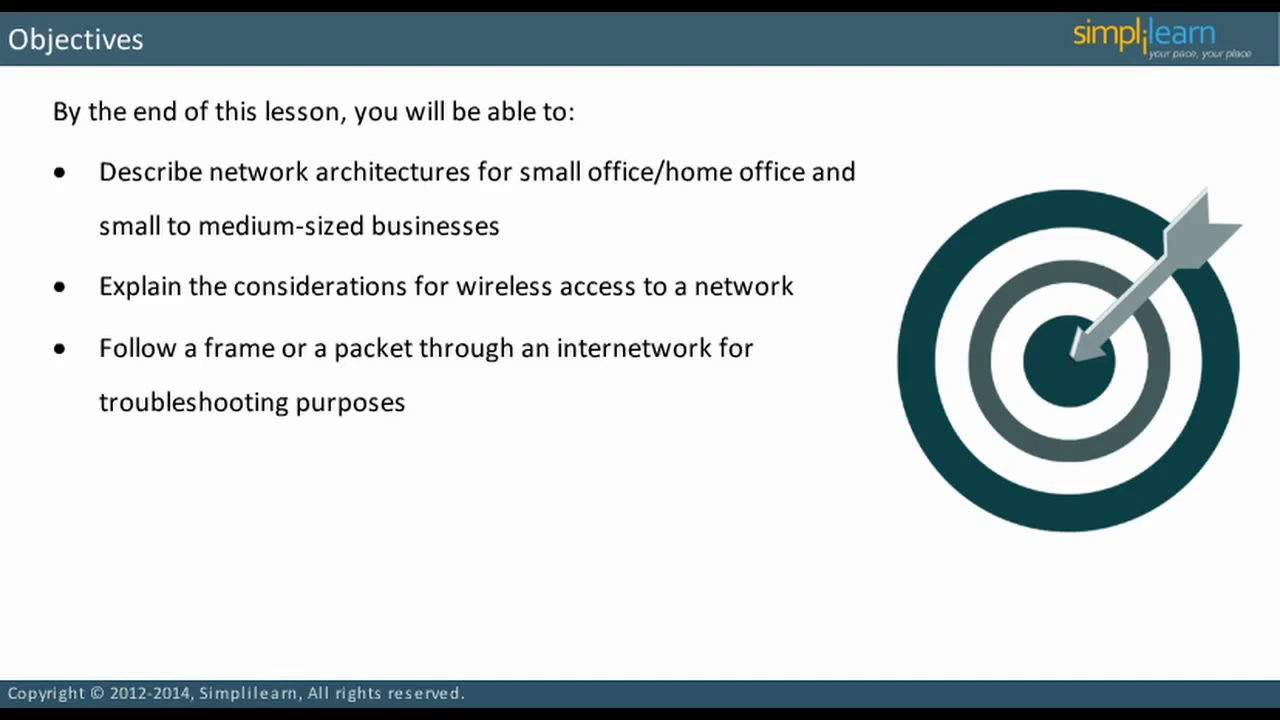 Objectives
simplilearn
your pace, your place
By the end of this lesson, you will be able to:
• Describe network architectures for small office/home office and
small to medium-sized businesses
• Explain the considerations for wireless access to a network
• Follow a frame or a packet through an internetwork for
troubleshooting purposes
Copyright © 2012-2014, Simplilearn, All rights reserved.